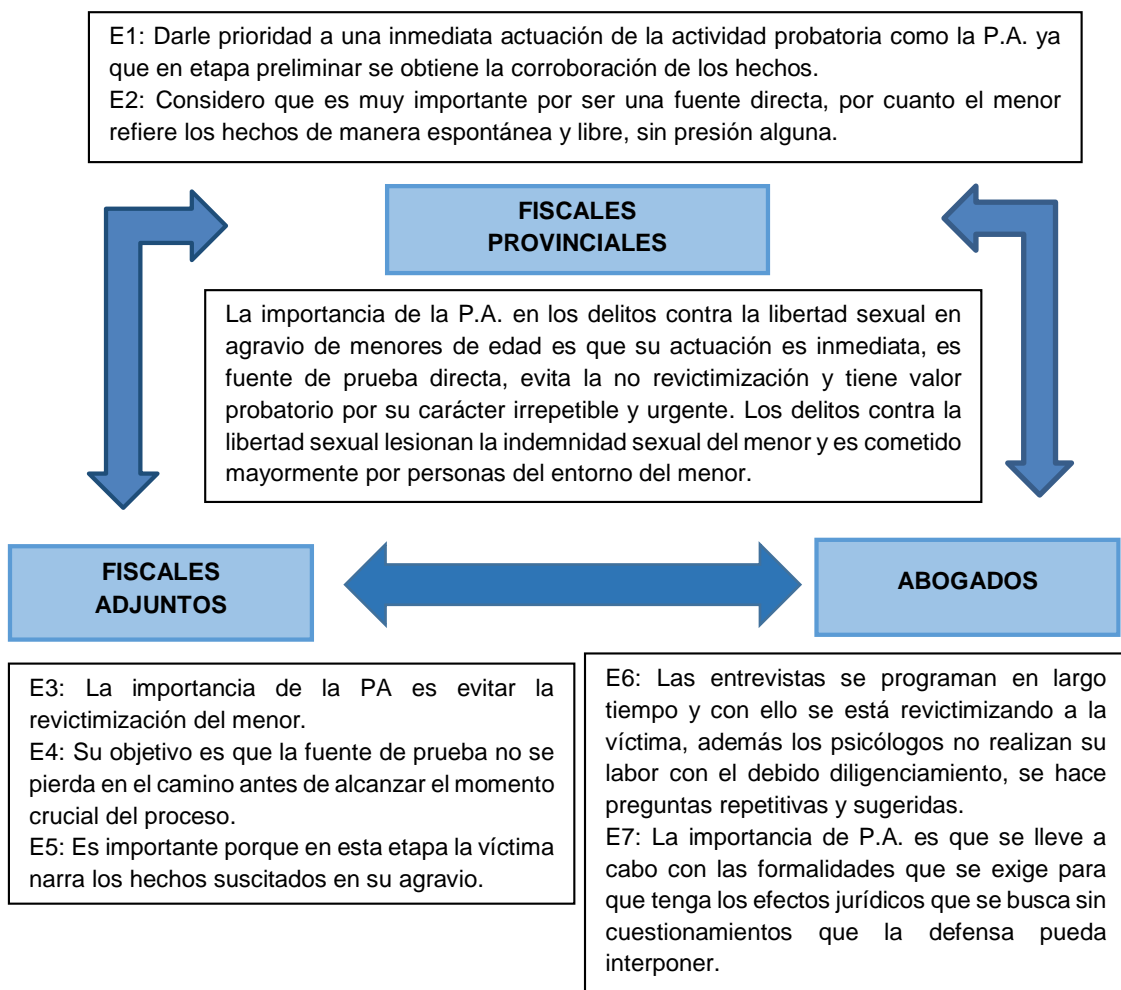 E1: Darle prioridad a una inmediata actuación de la actividad probatoria como la P.A. ya
que en etapa preliminar se obtiene la corroboración de los hechos.
E2: Considero que es muy importante por ser una fuente directa, por cuanto el menor
refiere los hechos de manera espontánea y libre, sin presión alguna.
FISCALES
PROVINCIALES
La importancia de la P.A. en los delitos contra la libertad sexual en
agravio de menores de edad es que su actuación es inmediata, es
fuente de prueba directa, evita la no revictimización y tiene valor
probatorio por su carácter irrepetible y urgente. Los delitos contra la
libertad sexual lesionan la indemnidad sexual del menor y es cometido
mayormente por personas del entorno del menor.
FISCALES
ADJUNTOS
ABOGADOS
E3: La importancia de la PA es evitar la
revictimización del menor.
E4: Su objetivo es que la fuente de prueba no se
pierda en el camino antes de alcanzar el momento
crucial del proceso.
E5: Es importante porque en esta etapa la víctima
narra los hechos suscitados en su agravio.
E6: Las entrevistas se programan en largo
tiempo y con ello se está revictimizando a la
víctima, además los psicólogos no realizan su
labor con el debido diligenciamiento, se hace
preguntas repetitivas y sugeridas.
E7: La importancia de P.A. es que se lleve a
cabo con las formalidades que se exige para
que tenga los efectos jurídicos que se busca sin
cuestionamientos que la defensa pueda
interponer.